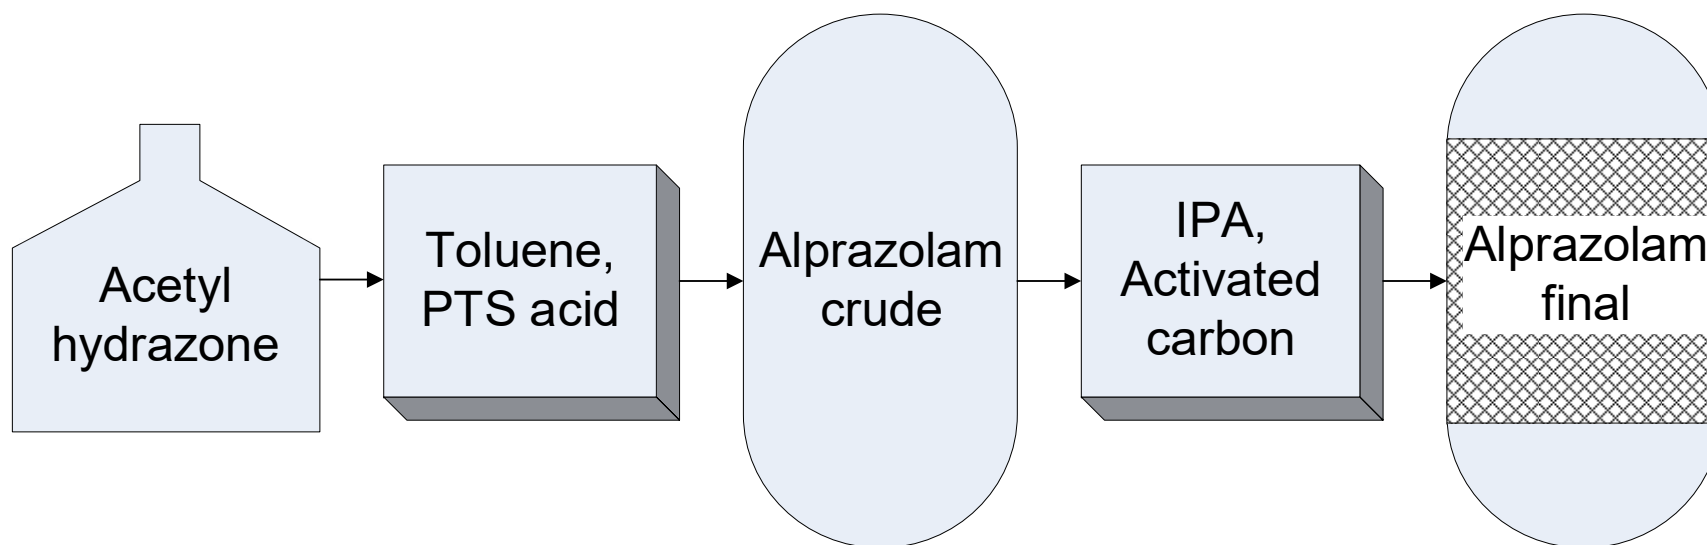 Acetyl
hydrazone
Toluene,
PTS acid
Alprazolam
crude
IPA,
Activated
carbon
Alprazolam
final